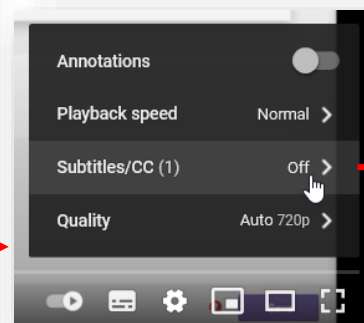 Annotations
Playback speed Normal
Subtitles/CC (1) Off
Quality Auto 720p